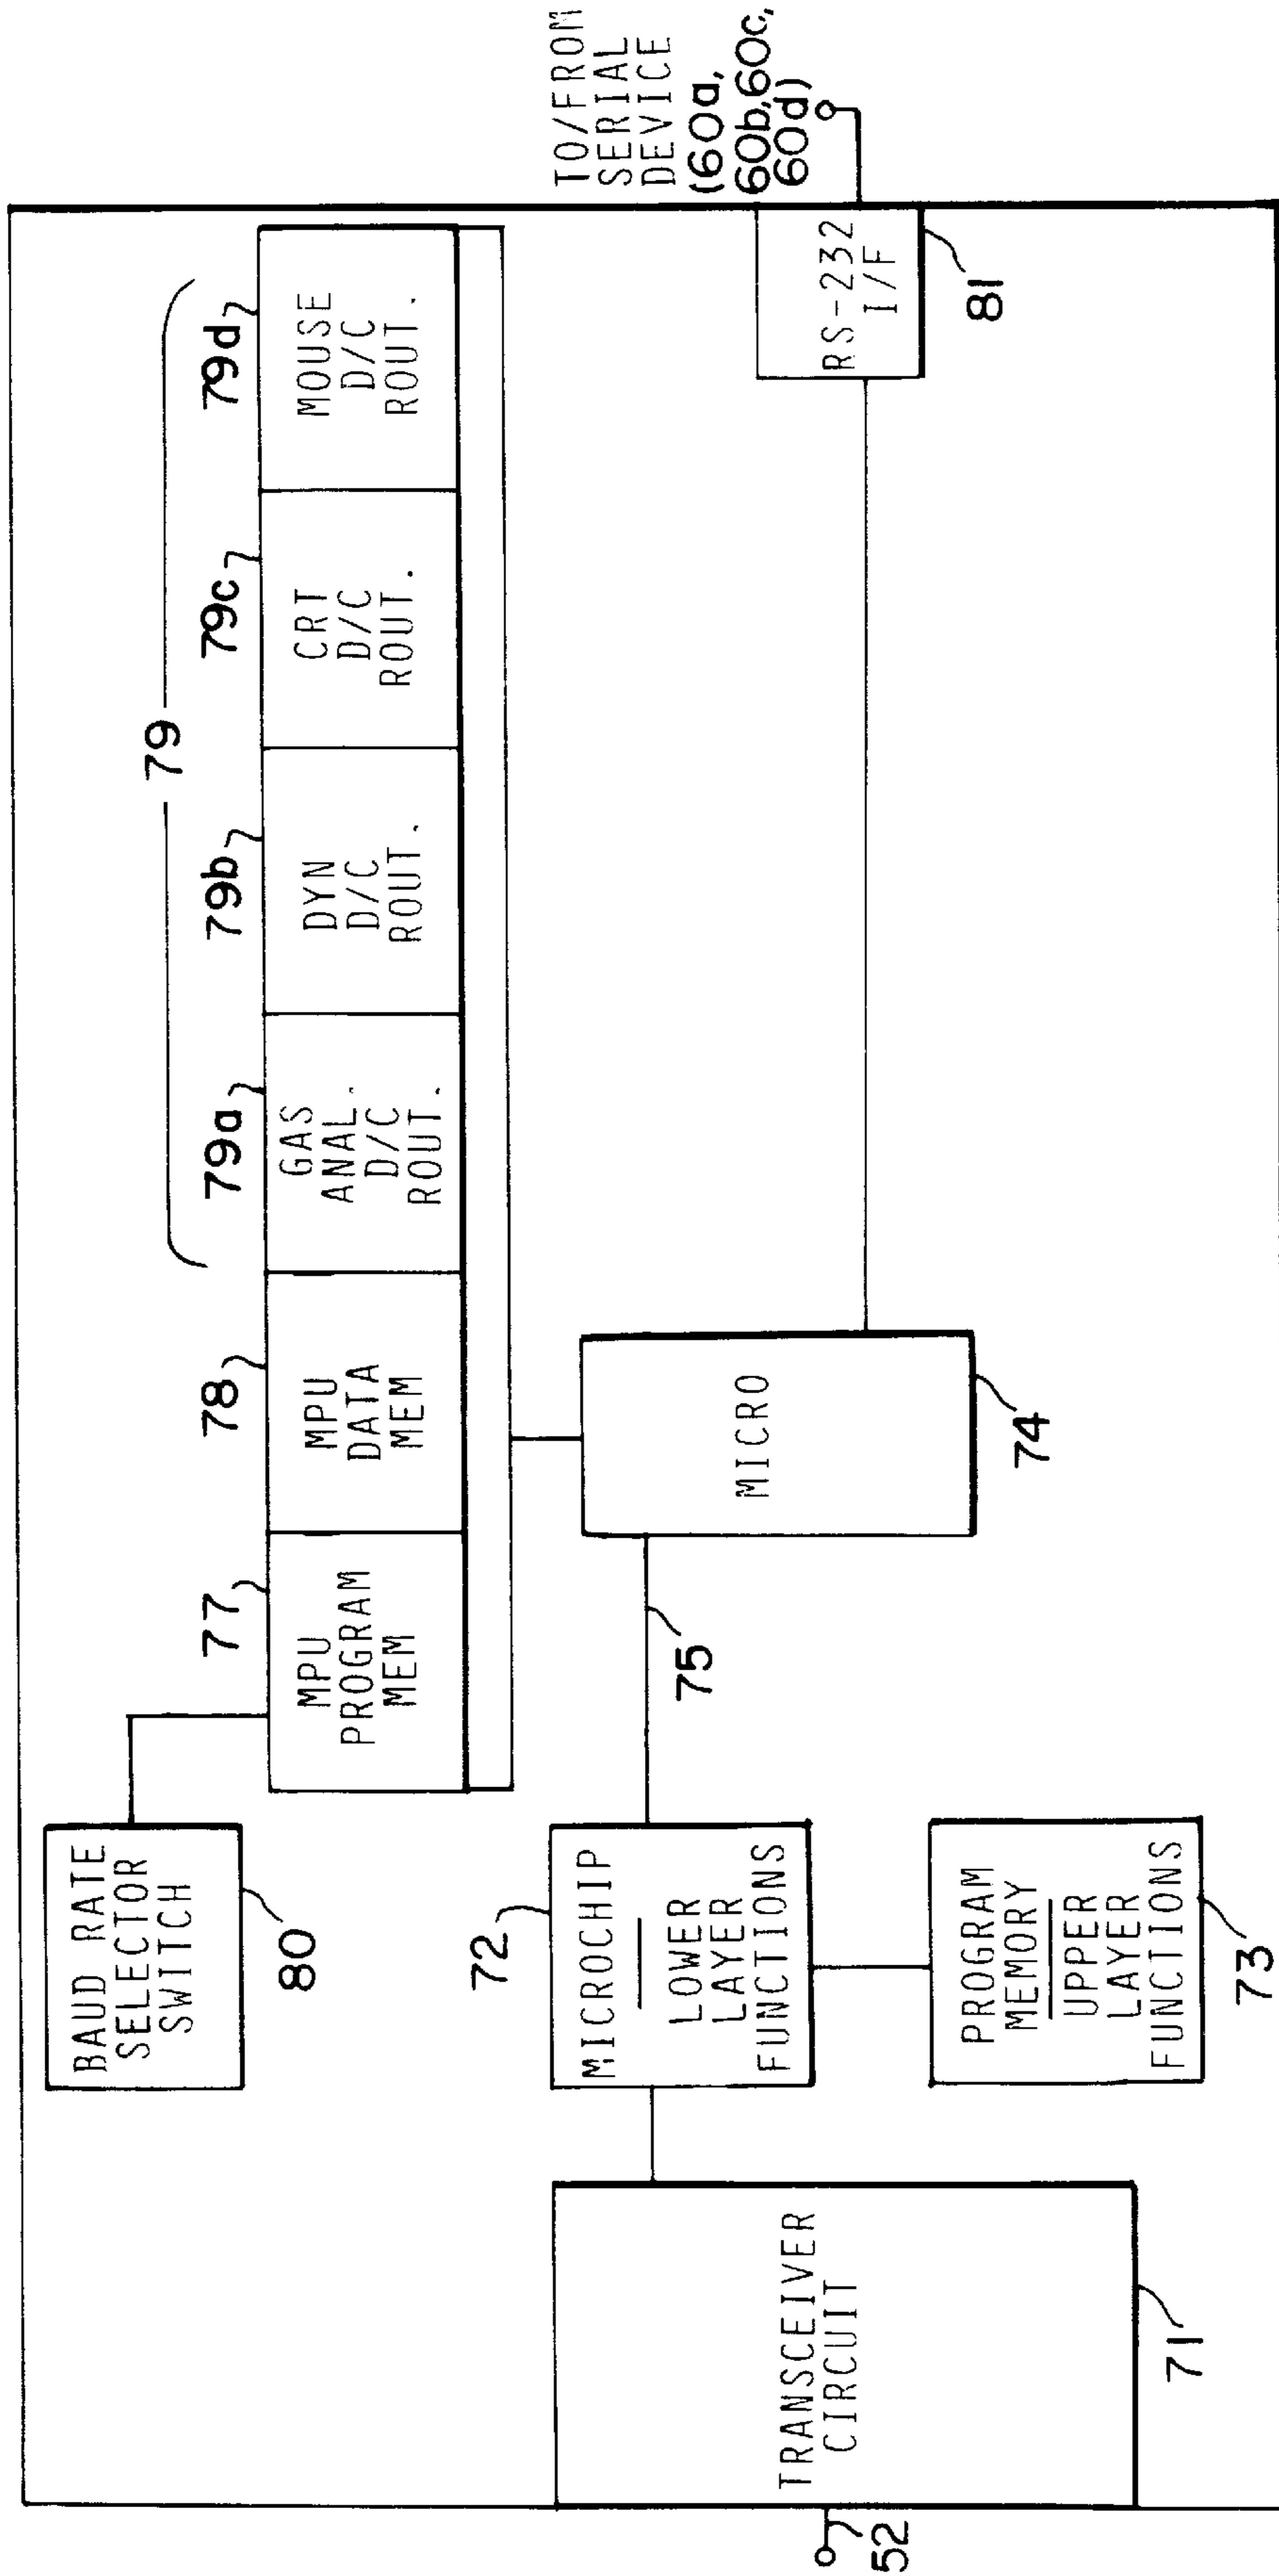 79
77
78
79a
79b
79c
79d
BAUD RATE
SELECTOR
SWITCH
80
MPU
PROGRAM
MEM
MPU
DATA
MEM
GAS
ANAL.
D/C
ROUT.
DYN
D/C
ROUT.
CRT
D/C
ROUT.
MOUSE
D/C
ROUT.
TO/FROM
SERIAL
DEVICE
(60a,
60b,60c,
60d)
52
TRANSCEIVER
CIRCUIT
71
72
MICROCHIP
LOWER
LAYER
FUNCTIONS
75
MICRO
74
RS-232
I/F
81
PROGRAM
MEMORY
UPPER
LAYER
FUNCTIONS
73